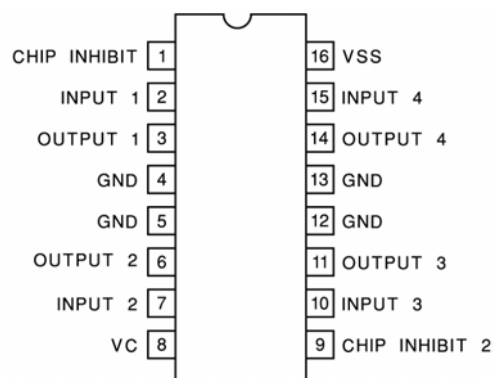 CHIP INHIBIT 1 16 VSS
INPUT 1 2 15 INPUT 4
OUTPUT 1 3 14 OUTPUT 4
GND 4 13 GND
GND 5 12 GND
OUTPUT 2 6 11 OUTPUT 3
INPUT 2 7 10 INPUT 3
VC 8 9 CHIP INHIBIT 2